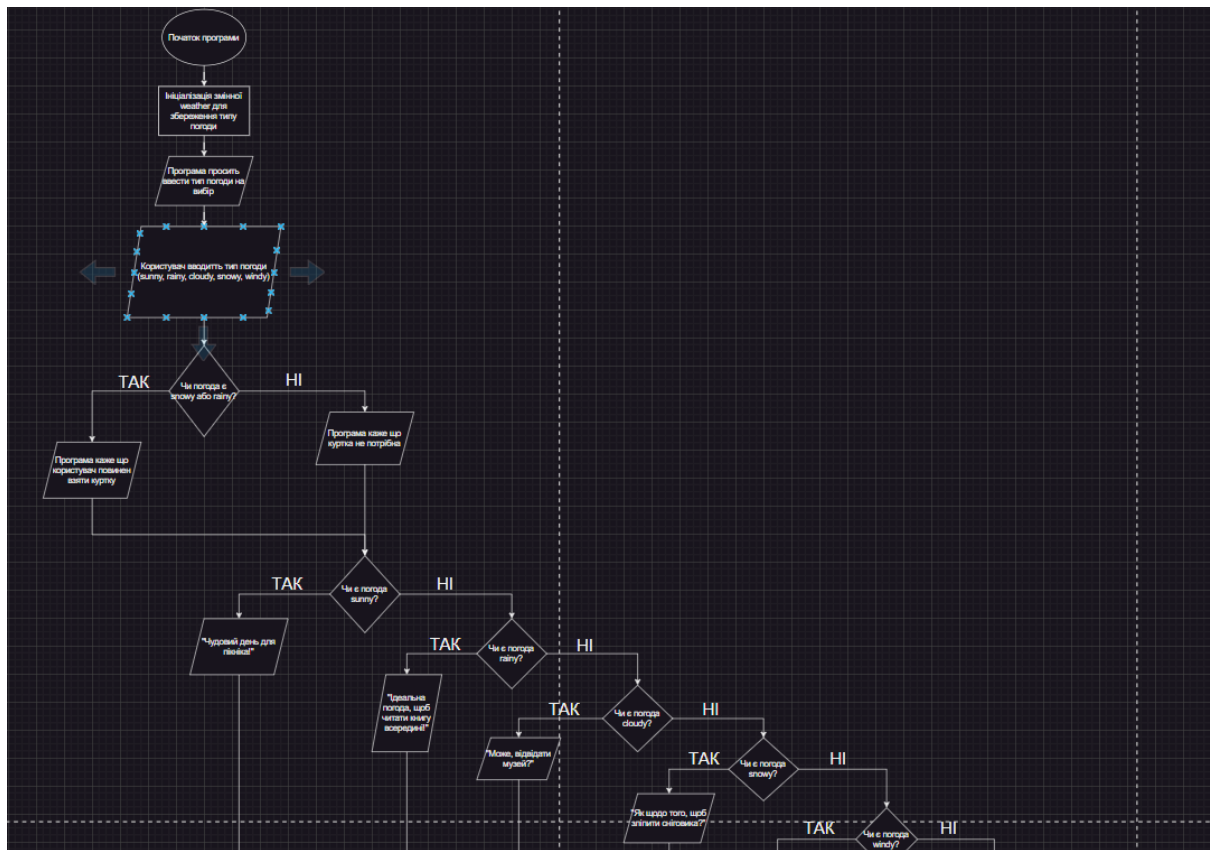 Початок програми
Ініціалізація змінної
weather для
збереження типу
погоди
Програма просить
ввести тип погоди на
вибір
Користувач вводитть тип погоди
(sunny, rainy, cloudy, snowy, windy)
Чи погода є
snowy або rainy?
ТАК
НІ
Програма каже що
куртка не потрібна
Програма каже що
користувач повинен
взяти куртку
Чи є погода
sunny?
ТАК
НІ
"Чудовий день для
пікніка!"
Чи є погода
rainy?
ТАК
НІ
"Ідеальна
погода, щоб
читати книгу
всередині!"
Чи є погода
cloudy?
ТАК
НІ
"Може, відвідати
музей?"
Чи є погода
snowy?
ТАК
НІ
"Як щодо того, щоб
зліпити сніговика?"
Чи є погода
windy?
ТАК
НІ